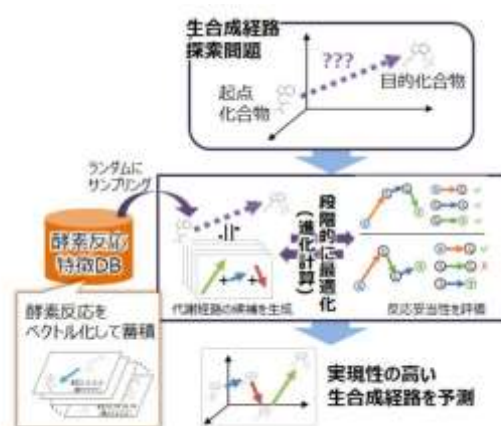 生合成経路
探索問題
???
起点
化合物
目的化合物
ランダムに
サンプリング
酵素反応
特徴DB
段階的に最適化
(進化計算)
代謝経路の候補を生成
反応妥当性を評価
酵素反応を
ベクトル化して蓄積
実現性の高い
生合成経路を予測